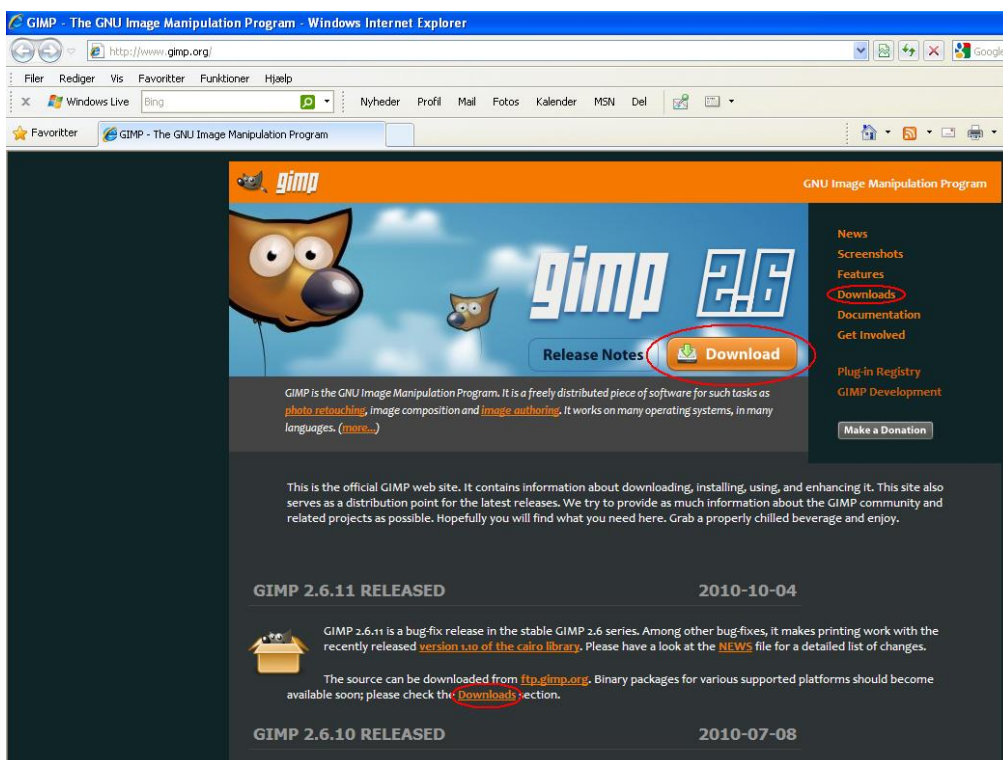 GIMP - The GNU Image Manipulation Program - Windows Internet Explorer
http://www.gimp.org/
Google
Filer Rediger Vis Favoritter Funktioner Hjælp
x Windows Live Bing Nyheder Profil Mail Fotos Kalender MSN Del
Favoritter GIMP - The GNU Image Manipulation Program
gimp
GNU Image Manipulation Program
gimp 2.6
Release Notes
Download
News
Screenshots
Features
Downloads
Documentation
Get Involved
Plug-in Registry
GIMP Development
Make a Donation
GIMP is the GNU Image Manipulation Program. It is a freely distributed piece of software for such tasks as
photo retouching, image composition and image authoring. It works on many operating systems, in many
languages. (more...)
This is the official GIMP web site. It contains information about downloading, installing, using, and enhancing it. This site also
serves as a distribution point for the latest releases. We try to provide as much information about the GIMP community and
related projects as possible. Hopefully you will find what you need here. Grab a properly chilled beverage and enjoy.
GIMP 2.6.11 RELEASED 2010-10-04
GIMP 2.6.11 is a bug-fix release in the stable GIMP 2.6 series. Among other bug-fixes, it makes printing work with the
recently released version 1.10 of the cairo library. Please have a look at the NEWS file for a detailed list of changes.
The source can be downloaded from ftp.gimp.org. Binary packages for various supported platforms should become
available soon; please check the Downloads section.
GIMP 2.6.10 RELEASED 2010-07-08